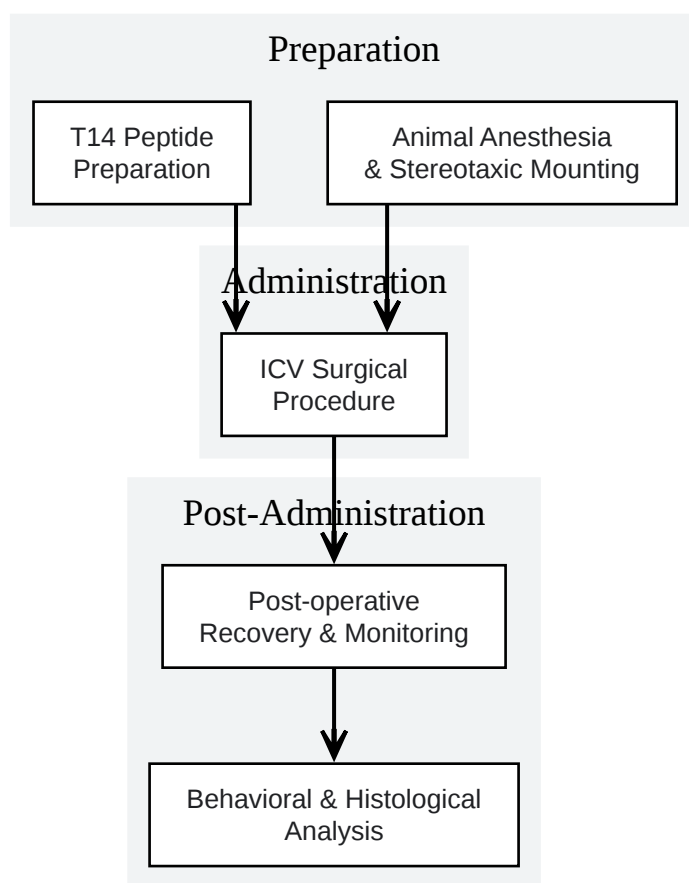 Preparation
T14 Peptide
Preparation
Animal Anesthesia
& Stereotaxic Mounting
Administration
ICV Surgical
Procedure
Post-Administration
Post-operative
Recovery & Monitoring
Behavioral & Histological
Analysis